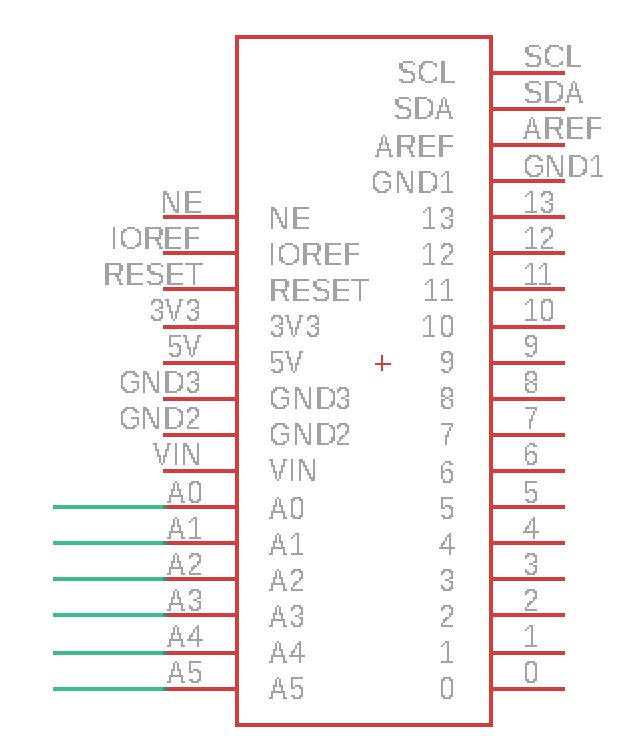 SCL SCL
SDA SDA
AREF AREF
GND1 GND1
NE NE 13 13
IOREF IOREF 12 12
RESET RESET 11 11
3V3 3V3 10 10
5V 5V 9 9
GND3 GND3 8 8
GND2 GND2 7 7
VIN VIN 6 6
A0 A0 5 5
A1 A1 4 4
A2 A2 3 3
A3 A3 2 2
A4 A4 1 1
A5 A5 0 0